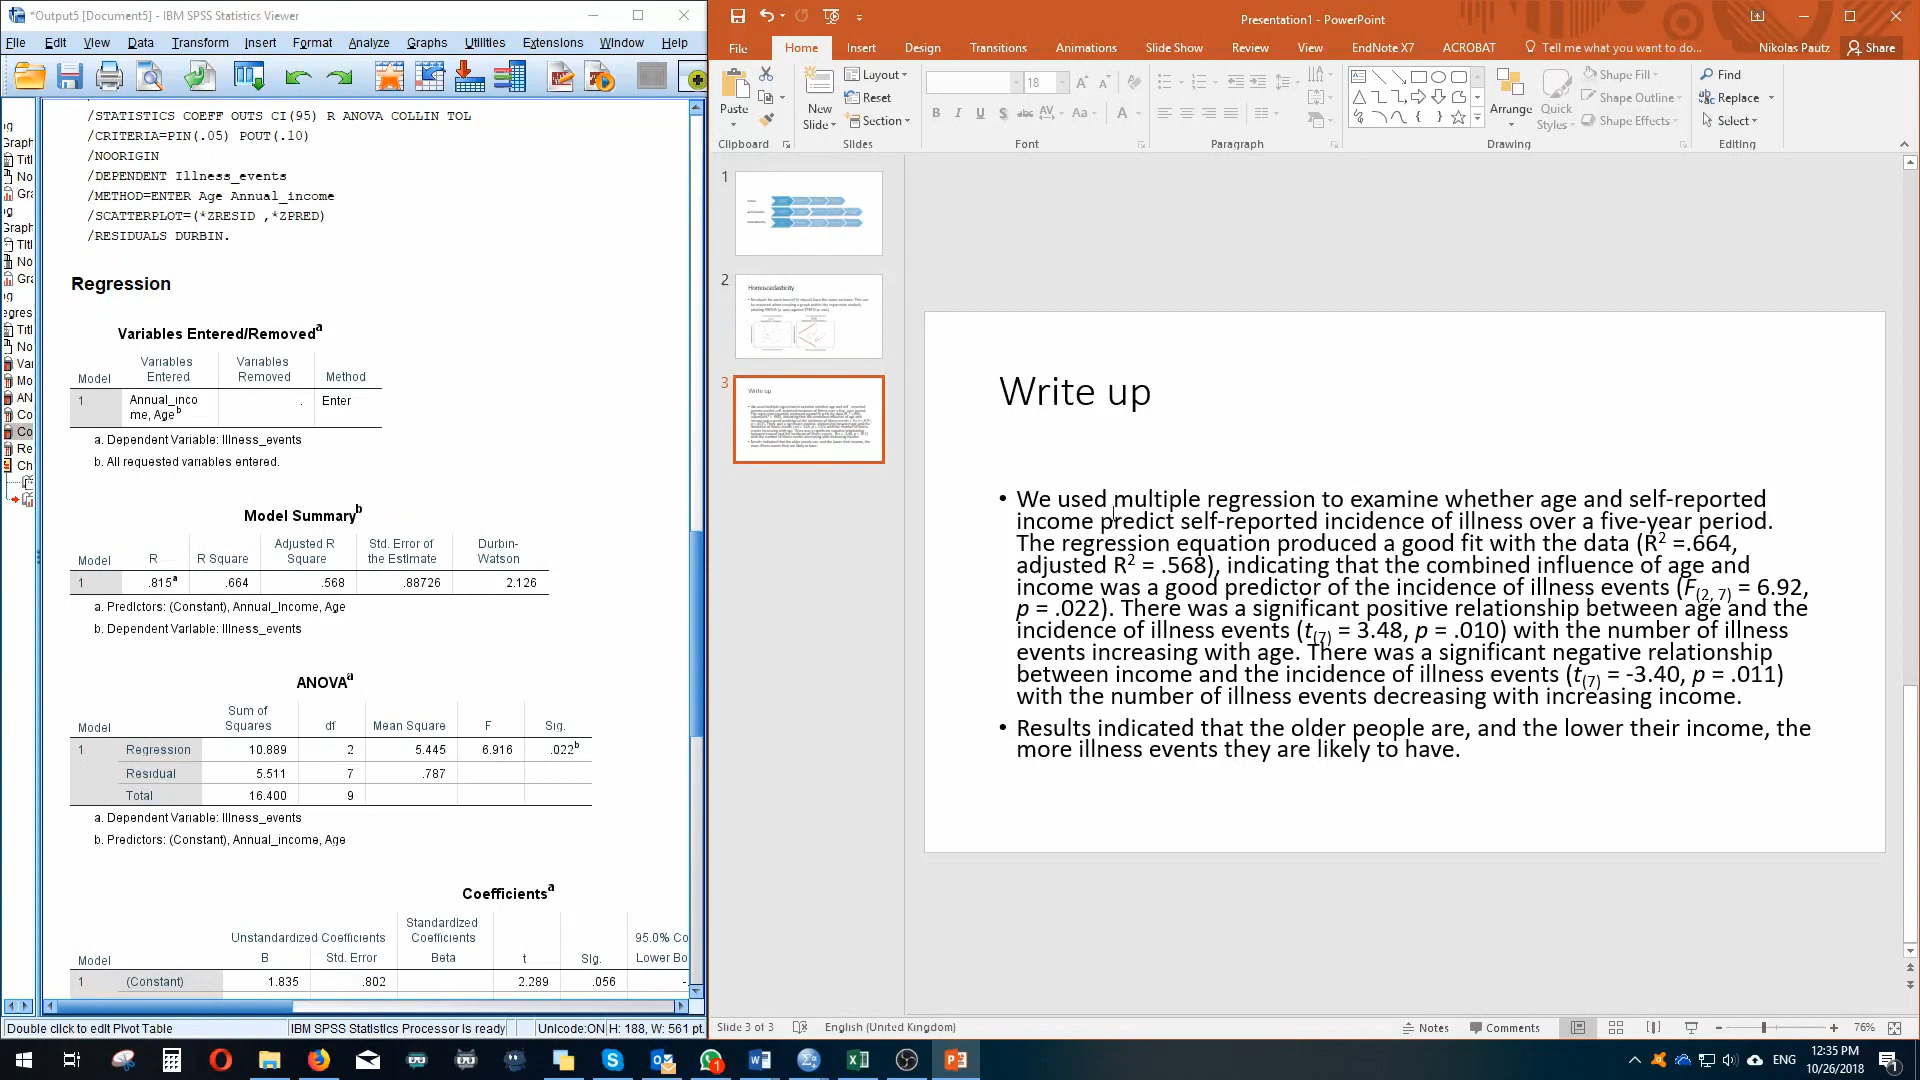 *Output5 [Document5] - IBM SPSS Statistics Viewer
File Edit View Data Transform Insert Format Analyze Graphs Utilities Extensions Window Help
/STATISTICS COEFF OUTS CI(95) R ANOVA COLLIN TOL
/CRITERIA=PIN(.05) POUT(.10)
/NOORIGIN
/DEPENDENT Illness_events
/METHOD=ENTER Age Annual_income
/SCATTERPLOT=(*ZRESID ,*ZPRED)
/RESIDUALS DURBIN.
Regression
Variables Entered/Removedᵃ
Model Variables Entered Variables Removed Method
1 Annual_inco me, Ageᵇ . Enter
a. Dependent Variable: Illness_events
b. All requested variables entered.
Model Summaryᵇ
Model R R Square Adjusted R Square Std. Error of the Estimate Durbin-Watson
1 .815ᵃ .664 .568 .88726 2.126
a. Predictors: (Constant), Annual_income, Age
b. Dependent Variable: Illness_events
ANOVAᵃ
Model Sum of Squares df Mean Square F Sig.
1 Regression 10.889 2 5.445 6.916 .022ᵇ
Residual 5.511 7 .787
Total 16.400 9
a. Dependent Variable: Illness_events
b. Predictors: (Constant), Annual_income, Age
Coefficientsᵃ
Unstandardized Coefficients Standardized Coefficients 95.0% Co
Model B Std. Error Beta t Sig. Lower Bo
1 (Constant) 1.835 .802 2.289 .056 -.
Double click to edit Pivot Table IBM SPSS Statistics Processor is ready Unicode:ON H: 188, W: 561 pt.
Presentation1 - PowerPoint
File Home Insert Design Transitions Animations Slide Show Review View EndNote X7 ACROBAT Tell me what you want to do... Nikolas Pautz Share
Paste New Slide Layout Reset Section 18 Arrange Quick Styles Shape Fill Shape Outline Shape Effects Find Replace Select
Clipboard Slides Font Paragraph Drawing Editing
1
2
Homoscedasticity
3
Write up
Write up
• We used multiple regression to examine whether age and self-reported
income predict self-reported incidence of illness over a five-year period.
The regression equation produced a good fit with the data (R² =.664,
adjusted R² = .568), indicating that the combined influence of age and
income was a good predictor of the incidence of illness events (F(2, 7) = 6.92,
p = .022). There was a significant positive relationship between age and the
incidence of illness events (t(7) = 3.48, p = .010) with the number of illness
events increasing with age. There was a significant negative relationship
between income and the incidence of illness events (t(7) = -3.40, p = .011)
with the number of illness events decreasing with increasing income.
• Results indicated that the older people are, and the lower their income, the
more illness events they are likely to have.
Slide 3 of 3 English (United Kingdom) Notes Comments 76%
ENG 12:35 PM
10/26/2018